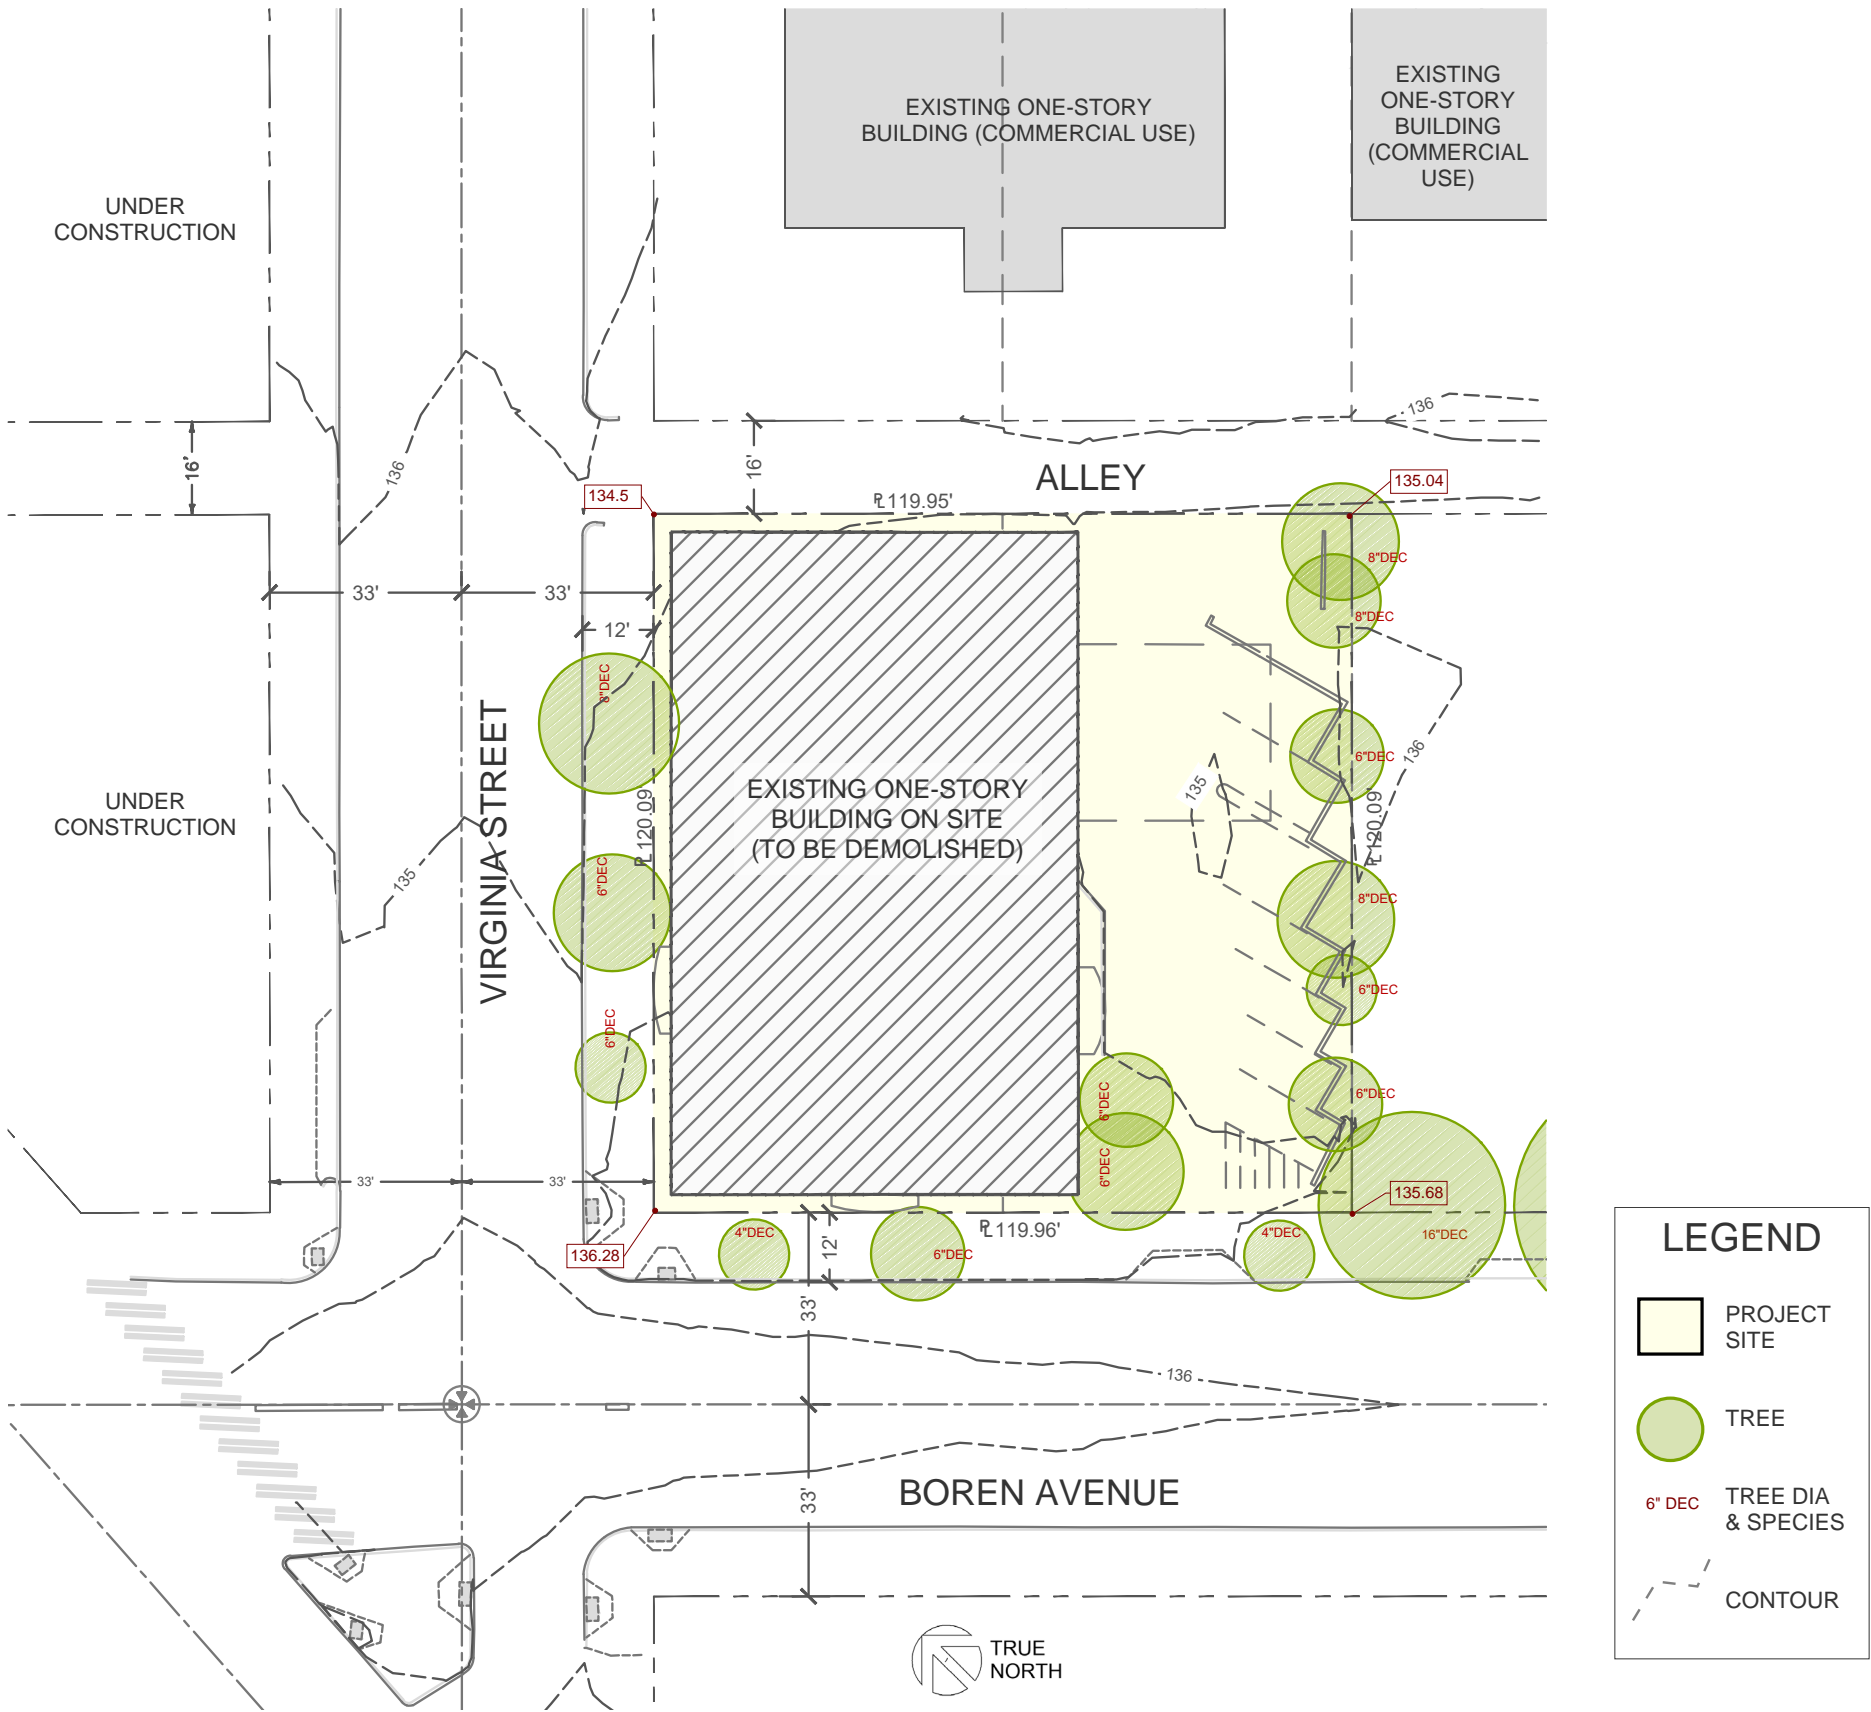 EXISTING ONE-STORY
BUILDING (COMMERCIAL USE)
EXISTING
ONE-STORY
BUILDING
(COMMERCIAL
USE)
UNDER
CONSTRUCTION
136
136
16'
16'
ALLEY
134.5
℄ 119.95'
135.04
8"DEC
33'
33'
8"DEC
12'
8"DEC
136
6"DEC
135
VIRGINIA STREET
℄ 120.09'
EXISTING ONE-STORY
BUILDING ON SITE
(TO BE DEMOLISHED)
℄ 120.09'
UNDER
CONSTRUCTION
135
6"DEC
8"DEC
6"DEC
6"DEC
6"DEC
6"DEC
6"DEC
33'
33'
135.68
136.28
4"DEC
12'
6"DEC
℄ 119.96'
4"DEC
16"DEC
33'
136
BOREN AVENUE
33'
TRUE
NORTH
LEGEND
PROJECT
SITE
TREE
6" DEC
TREE DIA
& SPECIES
CONTOUR